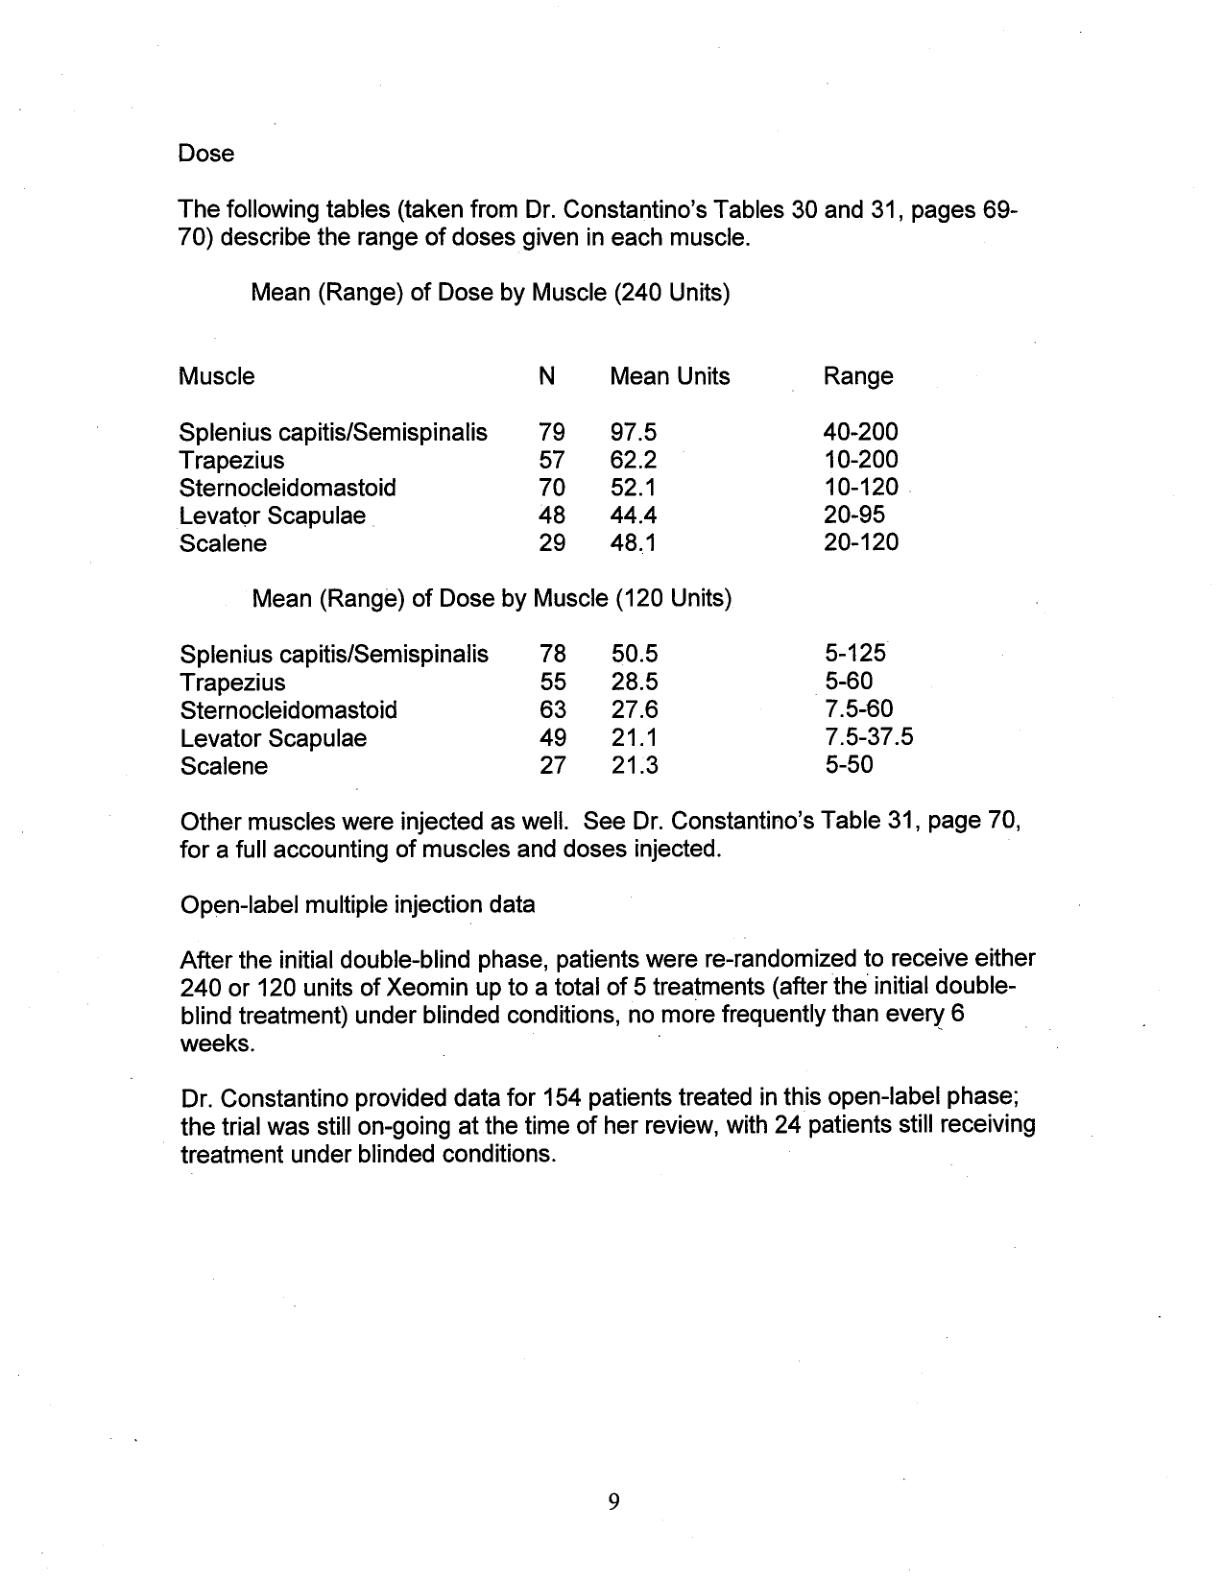 Dose
The following tables (taken from Dr. Constantino's Tables 30 and 31, pages 69-
70) describe the range of doses given in each muscle.
Mean (Range) of Dose by Muscle (240 Units)
Muscle N Mean Units Range
Splenius capitis/Semispinalis 79 97.5 40-200
Trapezius 57 62.2 10-200
Sternocleidomastoid 70 52.1 10-120
Levator Scapulae 48 44.4 20-95
Scalene 29 48.1 20-120
Mean (Range) of Dose by Muscle (120 Units)
Splenius capitis/Semispinalis 78 50.5 5-125
Trapezius 55 28.5 5-60
Sternocleidomastoid 63 27.6 7.5-60
Levator Scapulae 49 21.1 7.5-37.5
Scalene 27 21.3 5-50
Other muscles were injected as well. See Dr. Constantino's Table 31, page 70,
for a full accounting of muscles and doses injected.
Open-label multiple injection data
After the initial double-blind phase, patients were re-randomized to receive either
240 or 120 units of Xeomin up to a total of 5 treatments (after the initial double-
blind treatment) under blinded conditions, no more frequently than every 6
weeks.
Dr. Constantino provided data for 154 patients treated in this open-label phase;
the trial was still on-going at the time of her review, with 24 patients still receiving
treatment under blinded conditions.
9